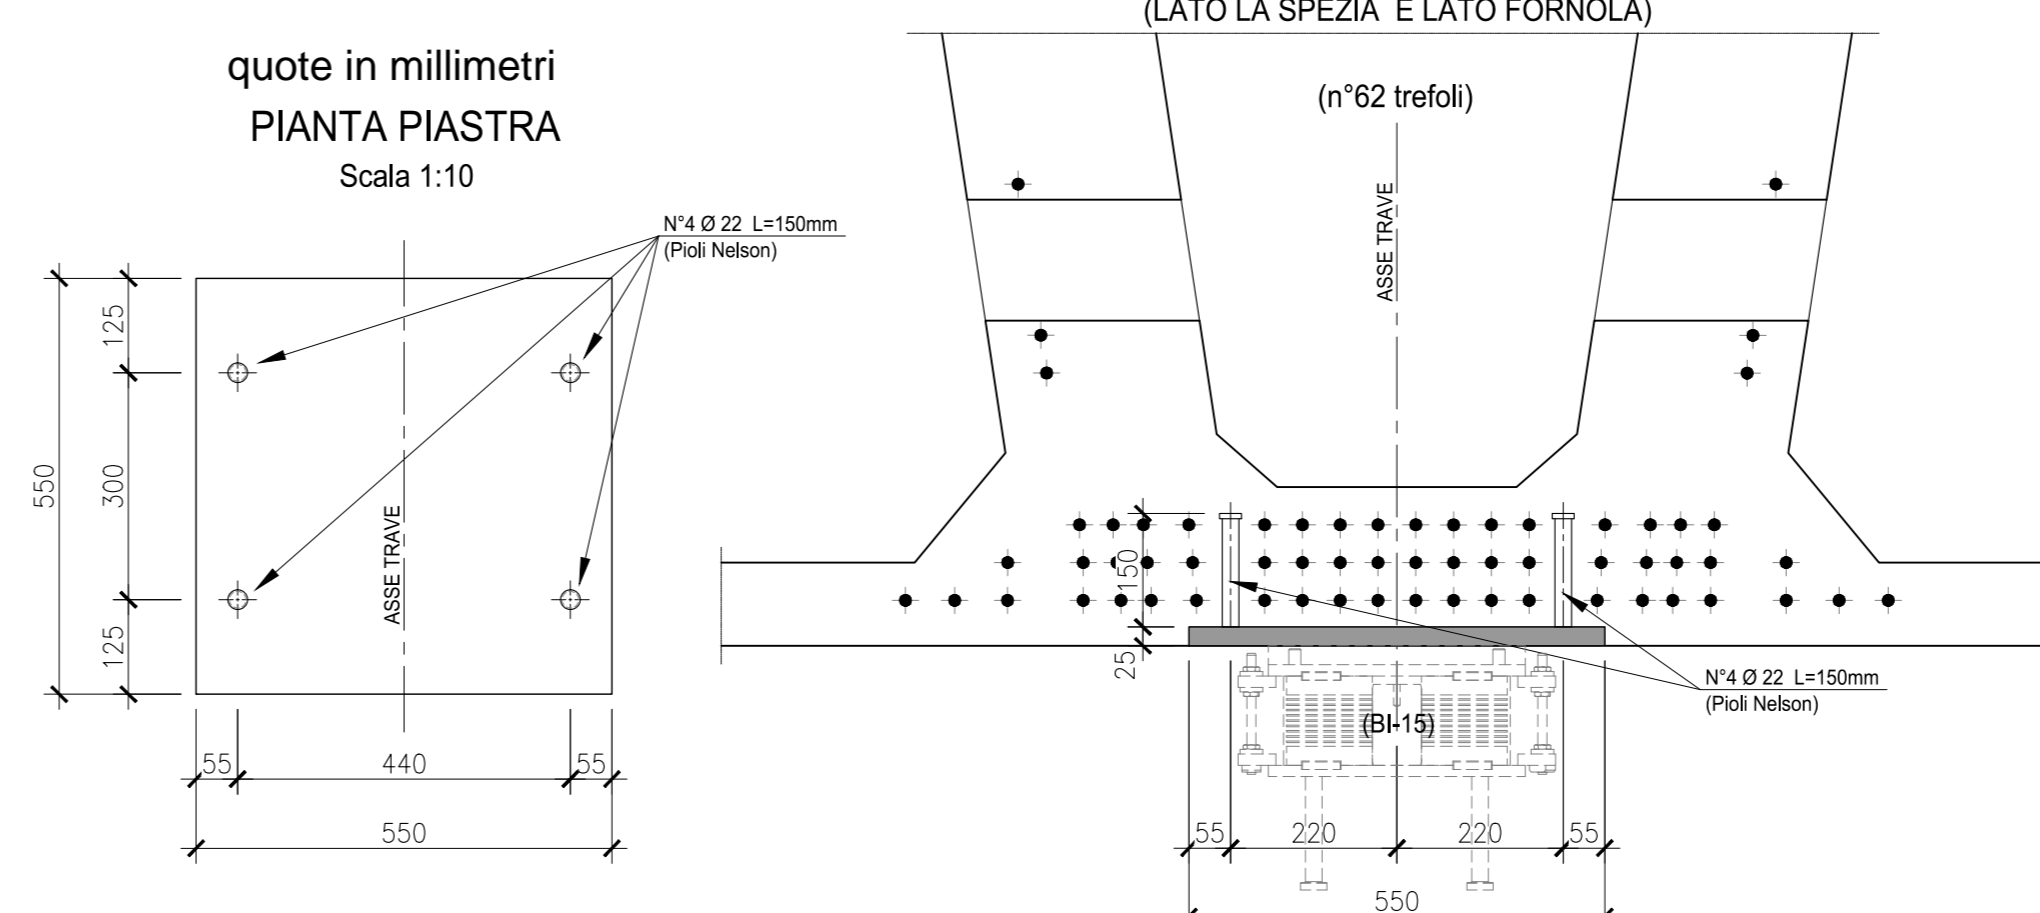 quote in millimetri
PIANTA PIASTRA
Scala 1:10
N°4 Ø 22 L=150mm
(Pioli Nelson)
125
300
125
550
ASSE TRAVE
55
440
55
550
(LATO LA SPEZIA E LATO FORNOLA)
(n°62 trefoli)
ASSE TRAVE
150
25
N°4 Ø 22 L=150mm
(Pioli Nelson)
(BI-15)
55
220
220
55
550